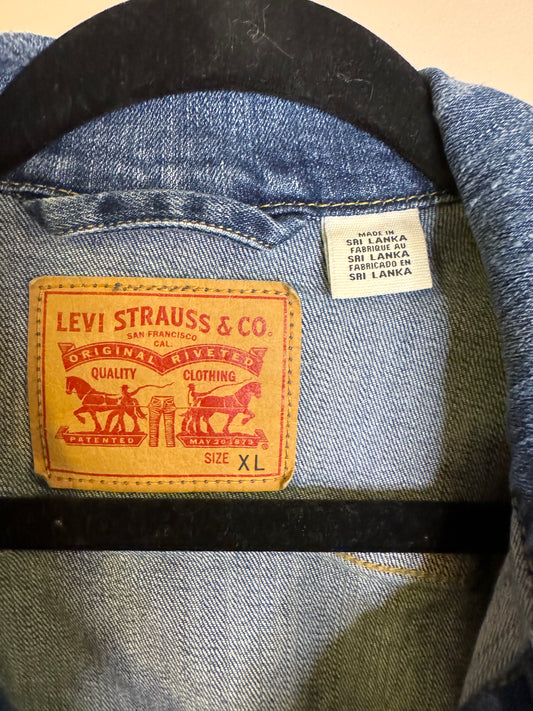 MADE IN
SRI LANKA
FABRIQUE AU
SRI LANKA
FABRICADO EN
SRI LANKA
LEVI STRAUSS & CO.
SAN FRANCISCO
CAL.
ORIGINAL RIVETED
QUALITY CLOTHING
PATENTED MAY 20 1873
SIZE XL